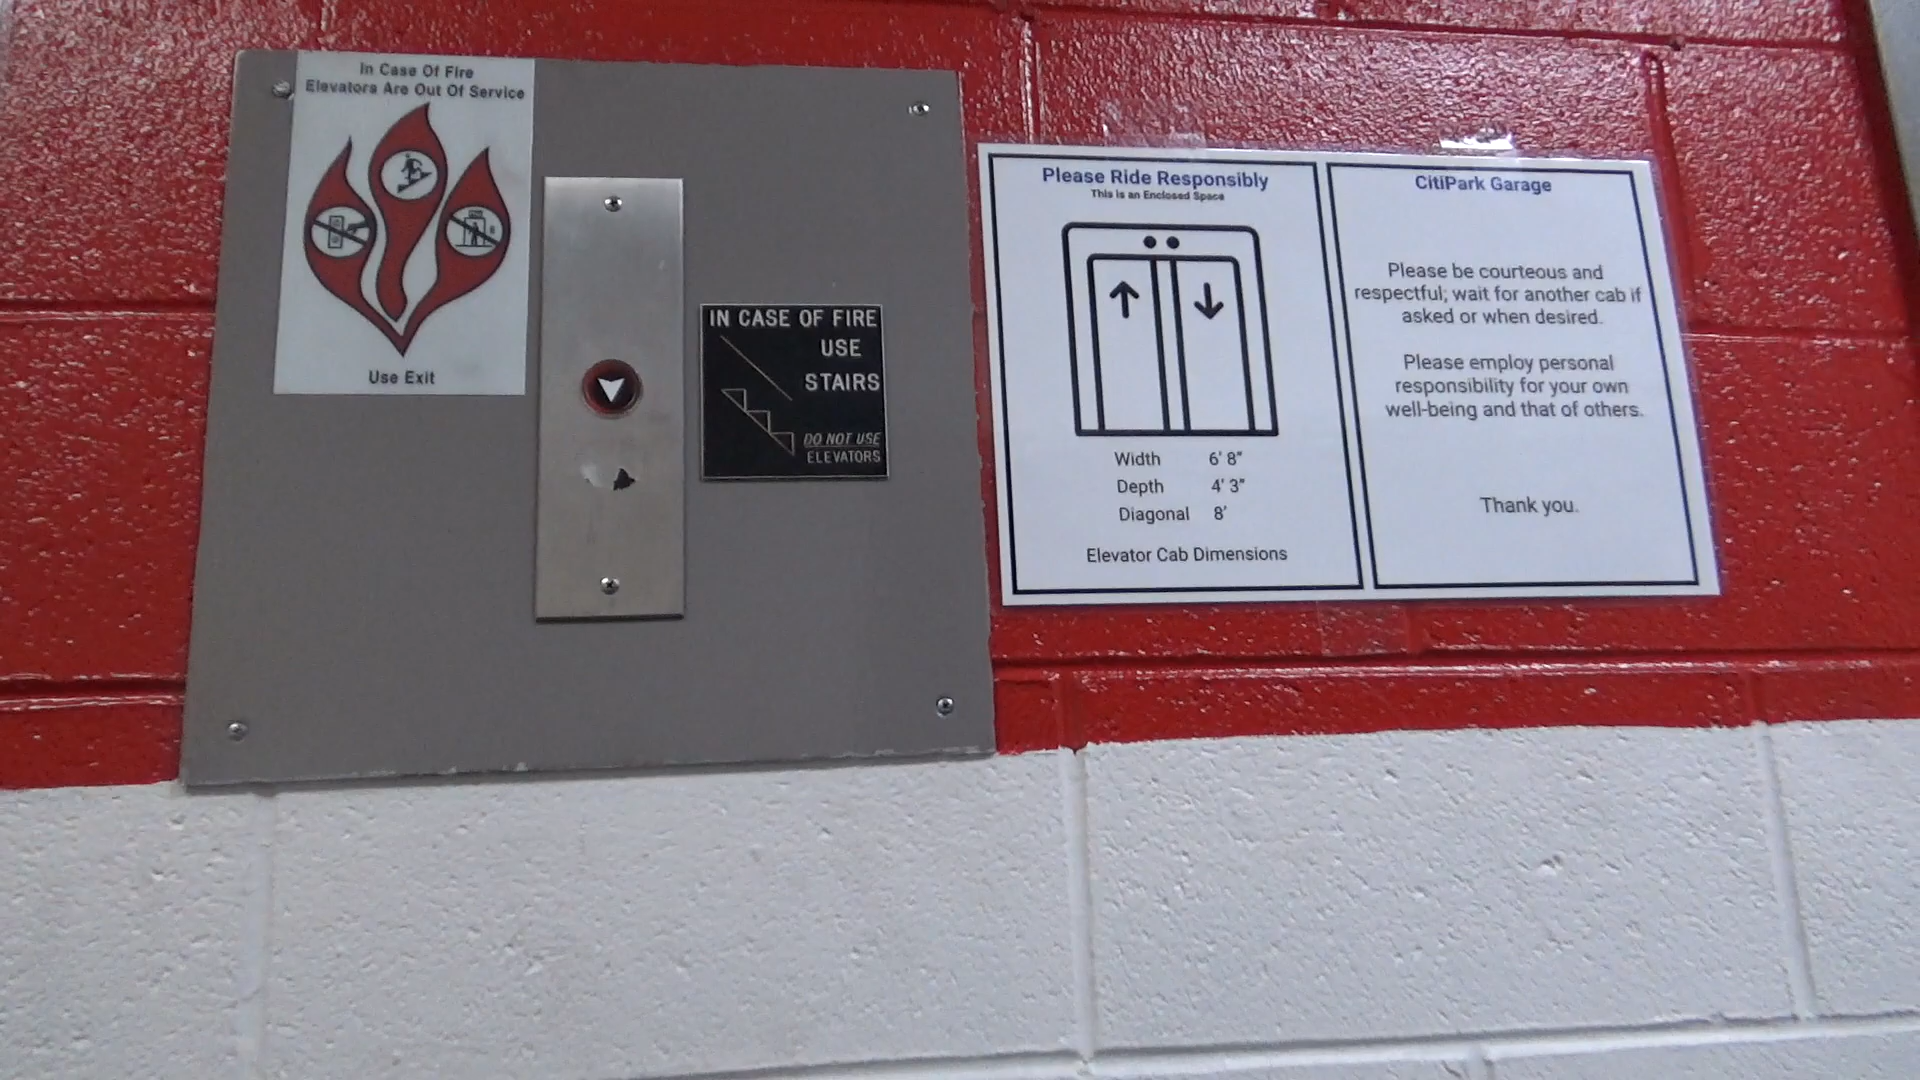 In Case Of Fire
Elevators Are Out Of Service
Use Exit
IN CASE OF FIRE
USE
STAIRS
DO NOT USE
ELEVATORS
Please Ride Responsibly
This is an Enclosed Space
Width 6' 8"
Depth 4' 3"
Diagonal 8'
Elevator Cab Dimensions
CitiPark Garage
Please be courteous and
respectful; wait for another cab if
asked or when desired.
Please employ personal
responsibility for your own
well-being and that of others.
Thank you.